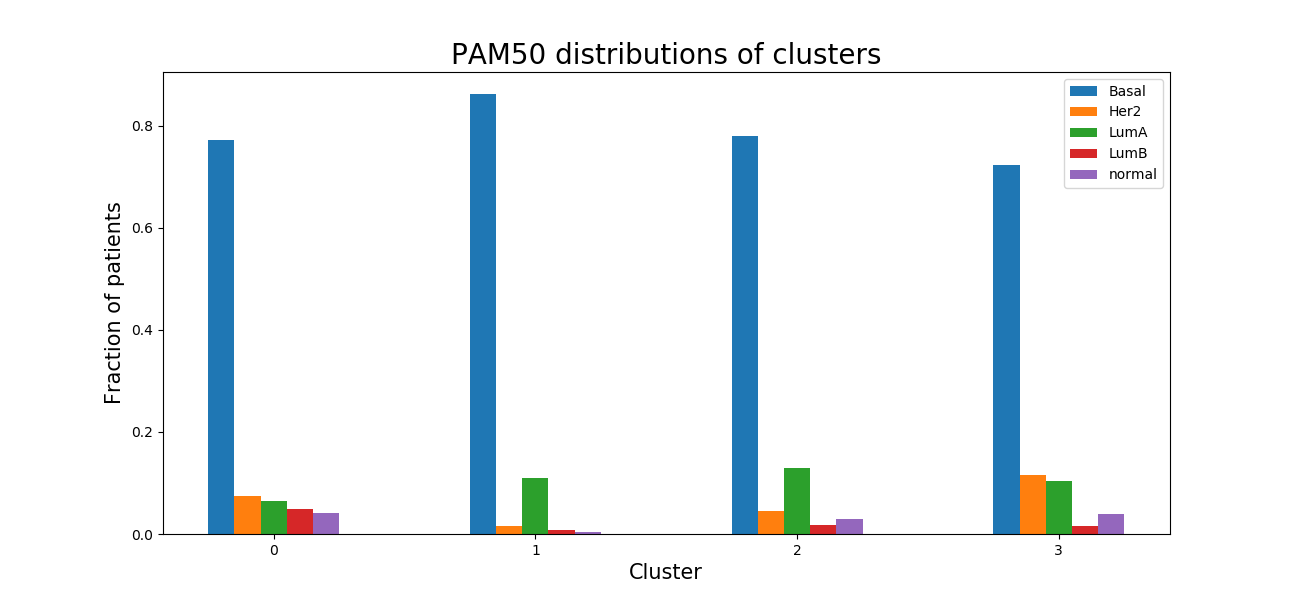 PAM50 distributions of clusters
Basal
Her2
LumA
LumB
normal
Fraction of patients
0.8
0.6
0.4
0.2
0.0
0 1 2 3
Cluster